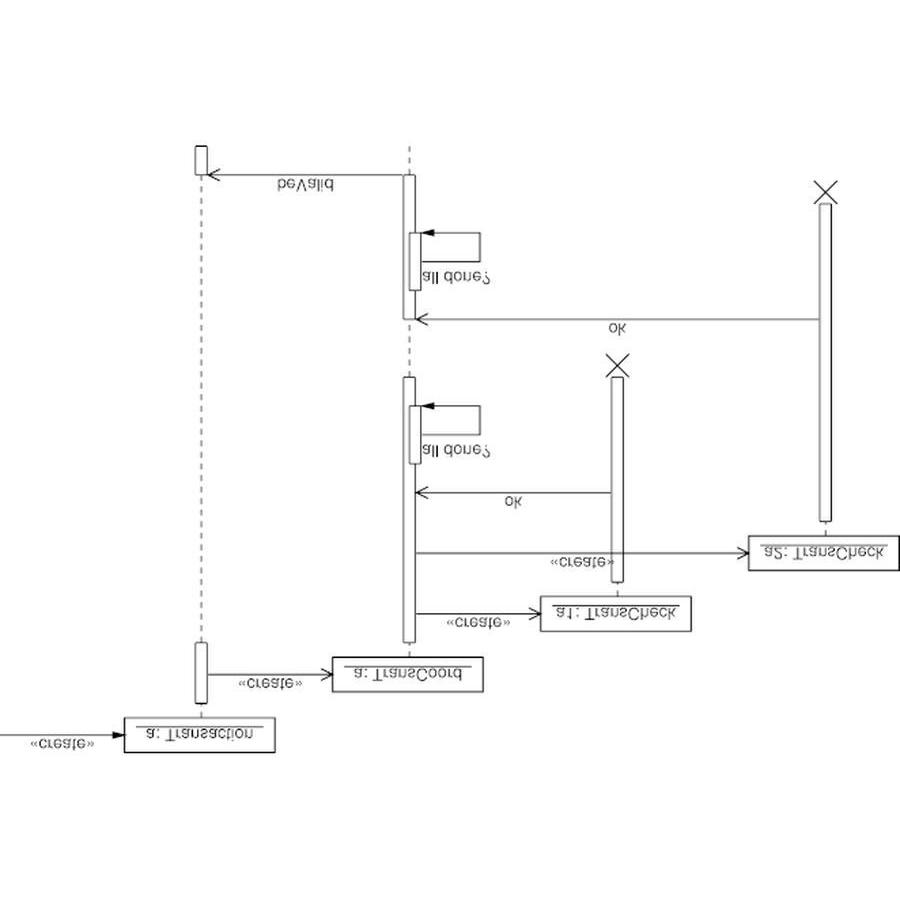 «create»
a: Transaction
«create»
a: TransCoord
«create»
a1: TransCheck
«create»
a2: TransCheck
ok
all done?
ok
all done?
beValid